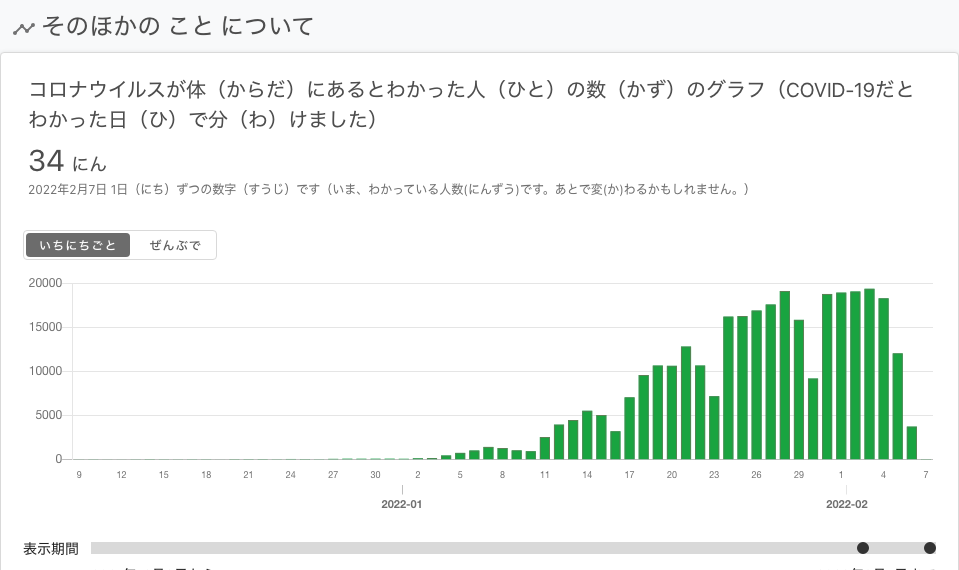 そのほかの こと について
コロナウイルスが体（からだ）にあるとわかった人（ひと）の数（かず）のグラフ（COVID-19だと
わかった日（ひ）で分（わ）けました）
34 にん
2022年2月7日 1日（にち）ずつの数字（すうじ）です（いま、わかっている人数(にんずう)です。あとで変(か)わるかもしれません。）
いちにちごと ぜんぶで
20000
15000
10000
5000
0
9 12 15 18 21 24 27 30 2 5 8 11 14 17 20 23 26 29 1 4 7
2022-01 2022-02
表示期間